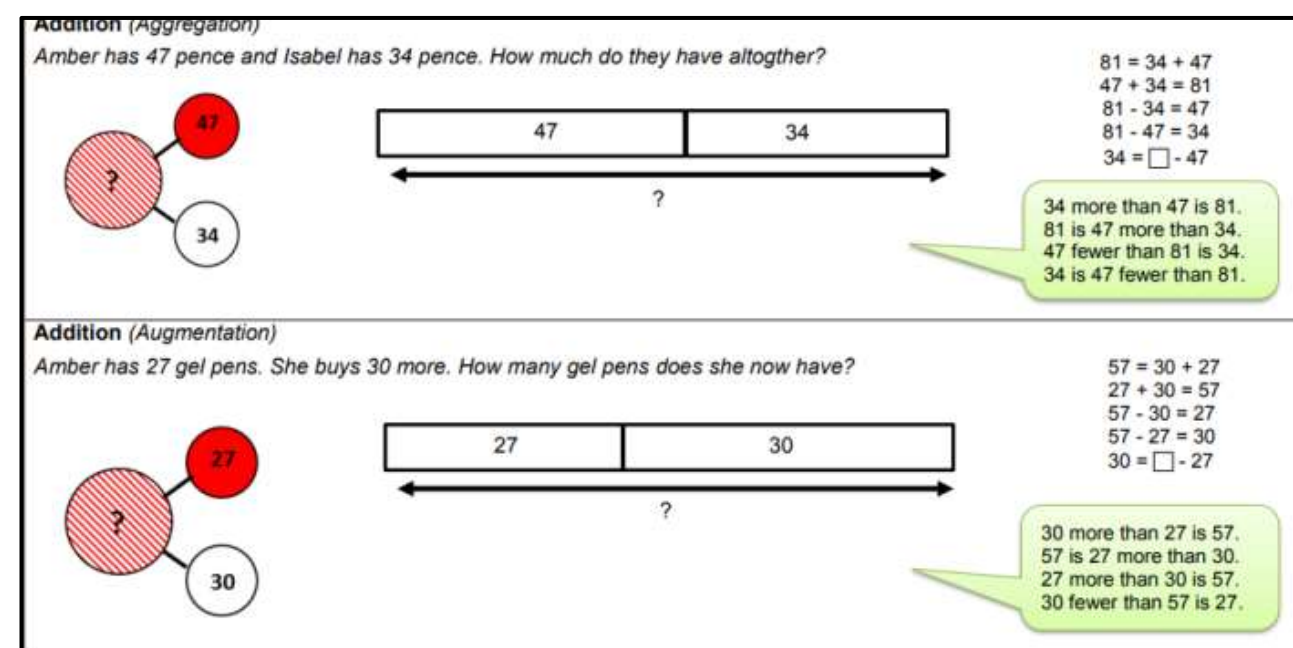 Addition (Aggregation)
Amber has 47 pence and Isabel has 34 pence. How much do they have altogther?
47
?
34
47 34
?
81 = 34 + 47
47 + 34 = 81
81 - 34 = 47
81 - 47 = 34
34 = □ - 47
34 more than 47 is 81.
81 is 47 more than 34.
47 fewer than 81 is 34.
34 is 47 fewer than 81.
Addition (Augmentation)
Amber has 27 gel pens. She buys 30 more. How many gel pens does she now have?
27
?
30
27 30
?
57 = 30 + 27
27 + 30 = 57
57 - 30 = 27
57 - 27 = 30
30 = □ - 27
30 more than 27 is 57.
57 is 27 more than 30.
27 more than 30 is 57.
30 fewer than 57 is 27.